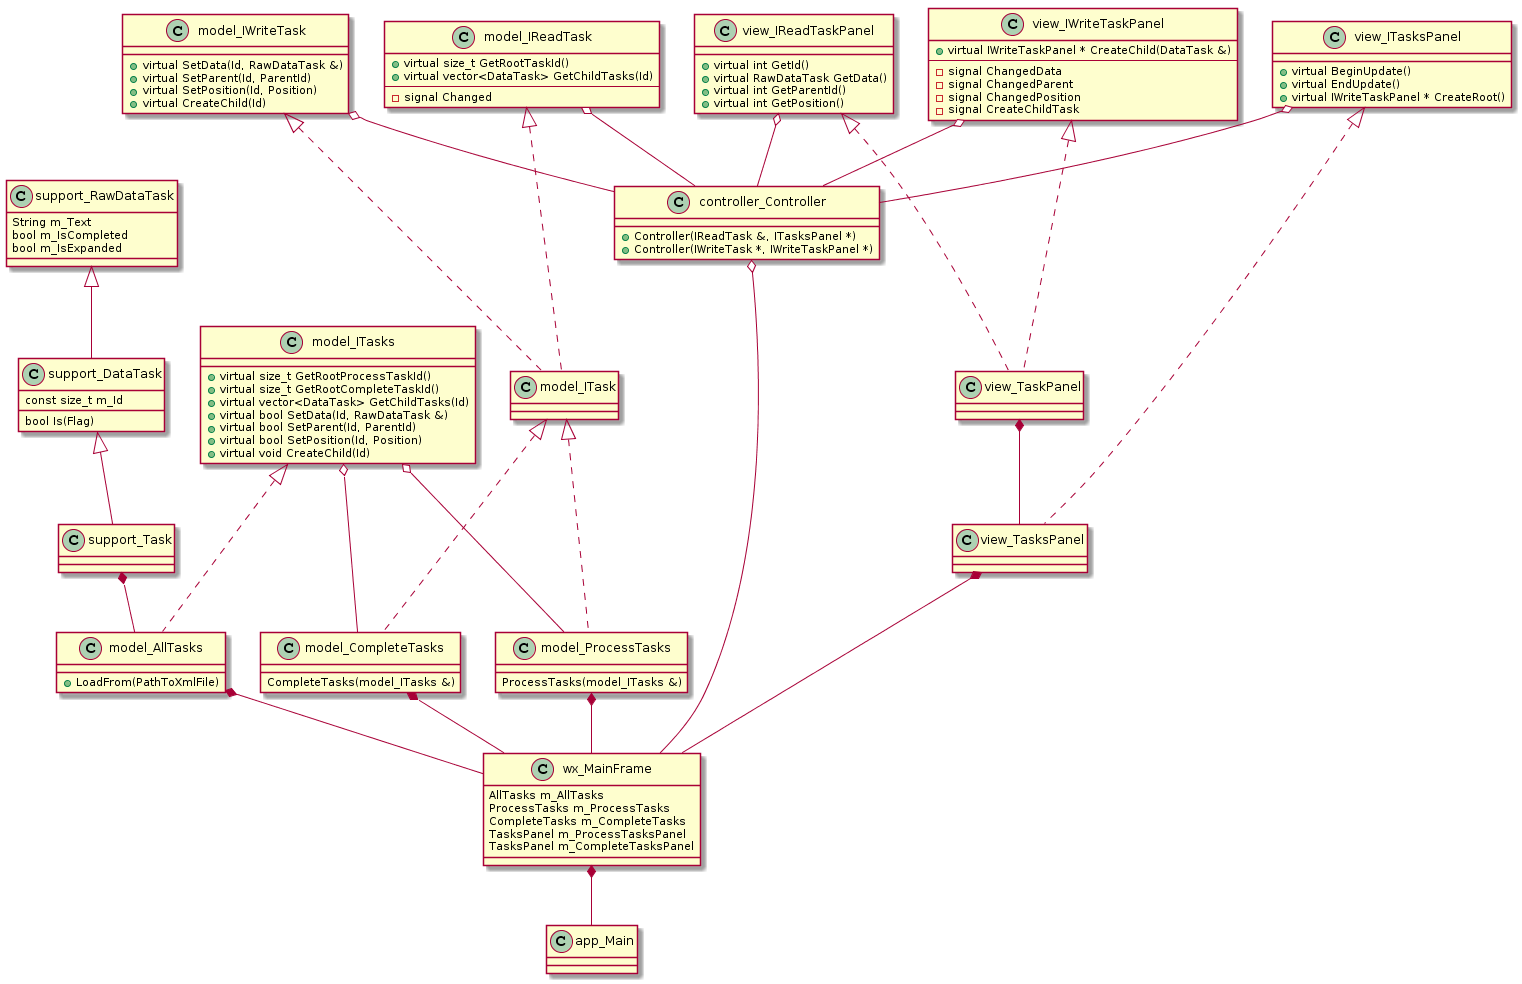 C model_IWriteTask
virtual SetData(Id, RawDataTask &)
virtual SetParent(Id, ParentId)
virtual SetPosition(Id, Position)
virtual CreateChild(Id)
C model_IReadTask
virtual size_t GetRootTaskId()
virtual vector<DataTask> GetChildTasks(Id)
signal Changed
C view_IReadTaskPanel
virtual int GetId()
virtual RawDataTask GetData()
virtual int GetParentId()
virtual int GetPosition()
C view_IWriteTaskPanel
virtual IWriteTaskPanel * CreateChild(DataTask &)
signal ChangedData
signal ChangedParent
signal ChangedPosition
signal CreateChildTask
C view_ITasksPanel
virtual BeginUpdate()
virtual EndUpdate()
virtual IWriteTaskPanel * CreateRoot()
C support_RawDataTask
String m_Text
bool m_IsCompleted
bool m_IsExpanded
C controller_Controller
Controller(IReadTask &, ITasksPanel *)
Controller(IWriteTask *, IWriteTaskPanel *)
C support_DataTask
const size_t m_Id
bool Is(Flag)
C model_ITasks
virtual size_t GetRootProcessTaskId()
virtual size_t GetRootCompleteTaskId()
virtual vector<DataTask> GetChildTasks(Id)
virtual bool SetData(Id, RawDataTask &)
virtual bool SetParent(Id, ParentId)
virtual bool SetPosition(Id, Position)
virtual void CreateChild(Id)
C model_ITask
C view_TaskPanel
C support_Task
C view_TasksPanel
C model_AllTasks
LoadFrom(PathToXmlFile)
C model_CompleteTasks
CompleteTasks(model_ITasks &)
C model_ProcessTasks
ProcessTasks(model_ITasks &)
C wx_MainFrame
AllTasks m_AllTasks
ProcessTasks m_ProcessTasks
CompleteTasks m_CompleteTasks
TasksPanel m_ProcessTasksPanel
TasksPanel m_CompleteTasksPanel
C app_Main